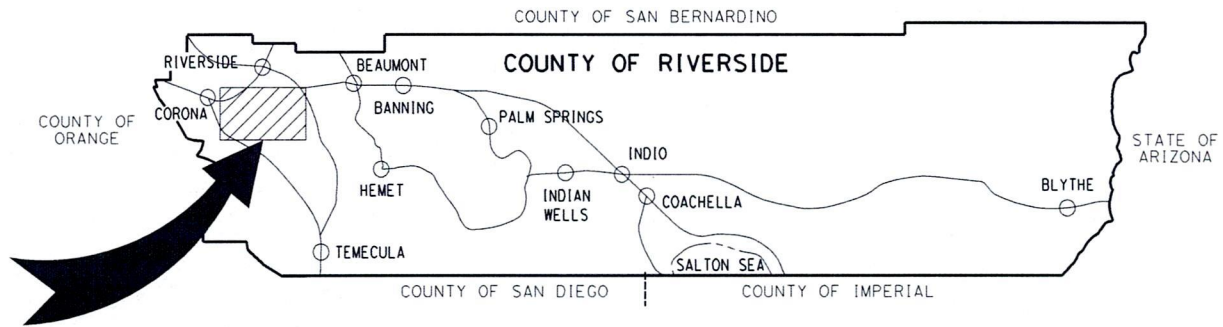 COUNTY OF SAN BERNARDINO
RIVERSIDE
BEAUMONT
COUNTY OF RIVERSIDE
CORONA
BANNING
PALM SPRINGS
COUNTY OF
ORANGE
STATE OF
ARIZONA
INDIO
HEMET
INDIAN
WELLS
COACHELLA
BLYTHE
TEMECULA
SALTON SEA
COUNTY OF SAN DIEGO
COUNTY OF IMPERIAL